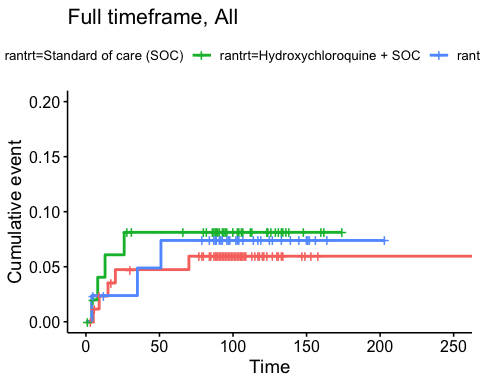 Full timeframe, All
rantrt=Standard of care (SOC) rantrt=Hydroxychloroquine + SOC rant
0.20
0.15
0.10
0.05
0.00
Cumulative event
0 50 100 150 200 250
Time